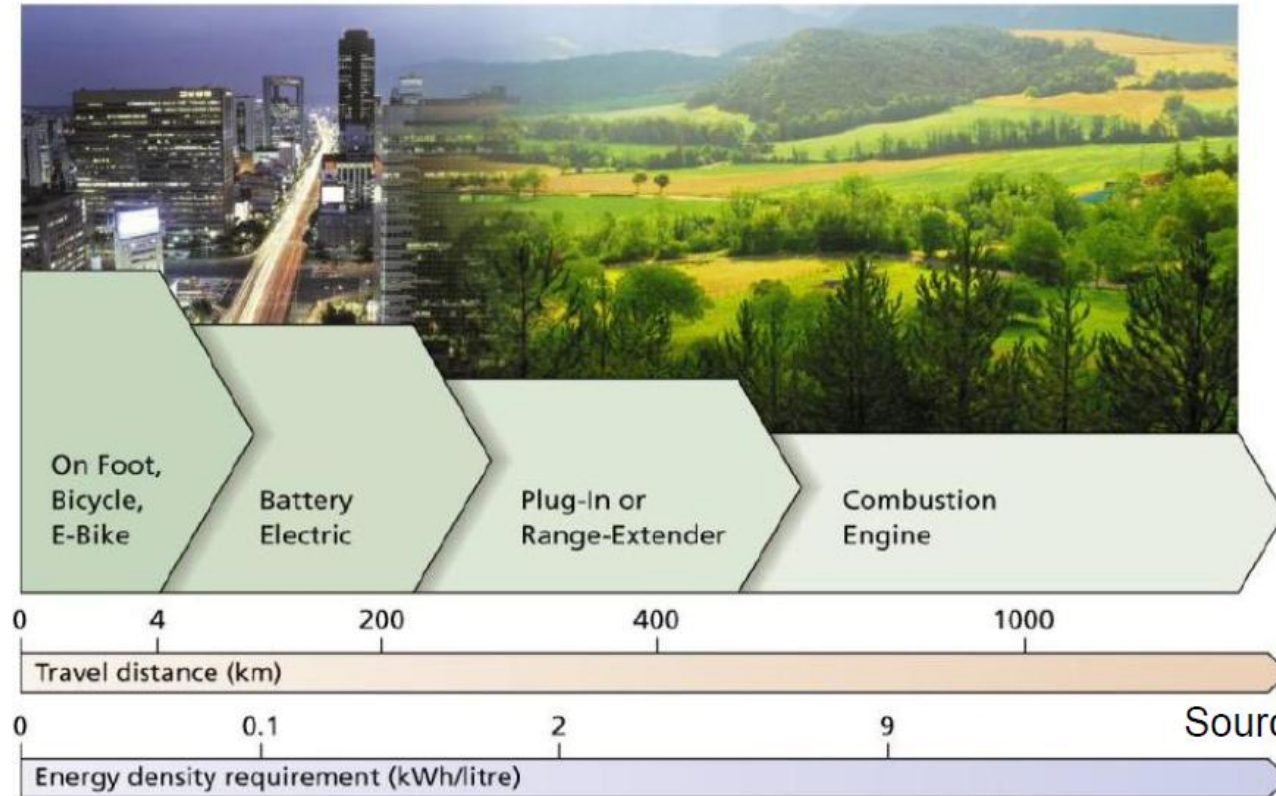 On Foot,
Bicycle,
E-Bike
Battery
Electric
Plug-In or
Range-Extender
Combustion
Engine
0 4 200 400 1000
Travel distance (km)
0 0.1 2 9
Energy density requirement (kWh/litre)